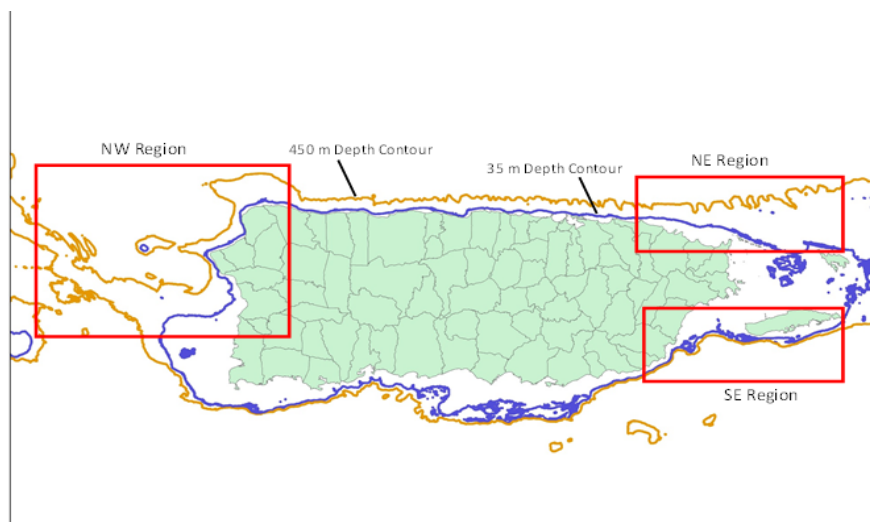 NW Region
450 m Depth Contour
35 m Depth Contour
NE Region
SE Region